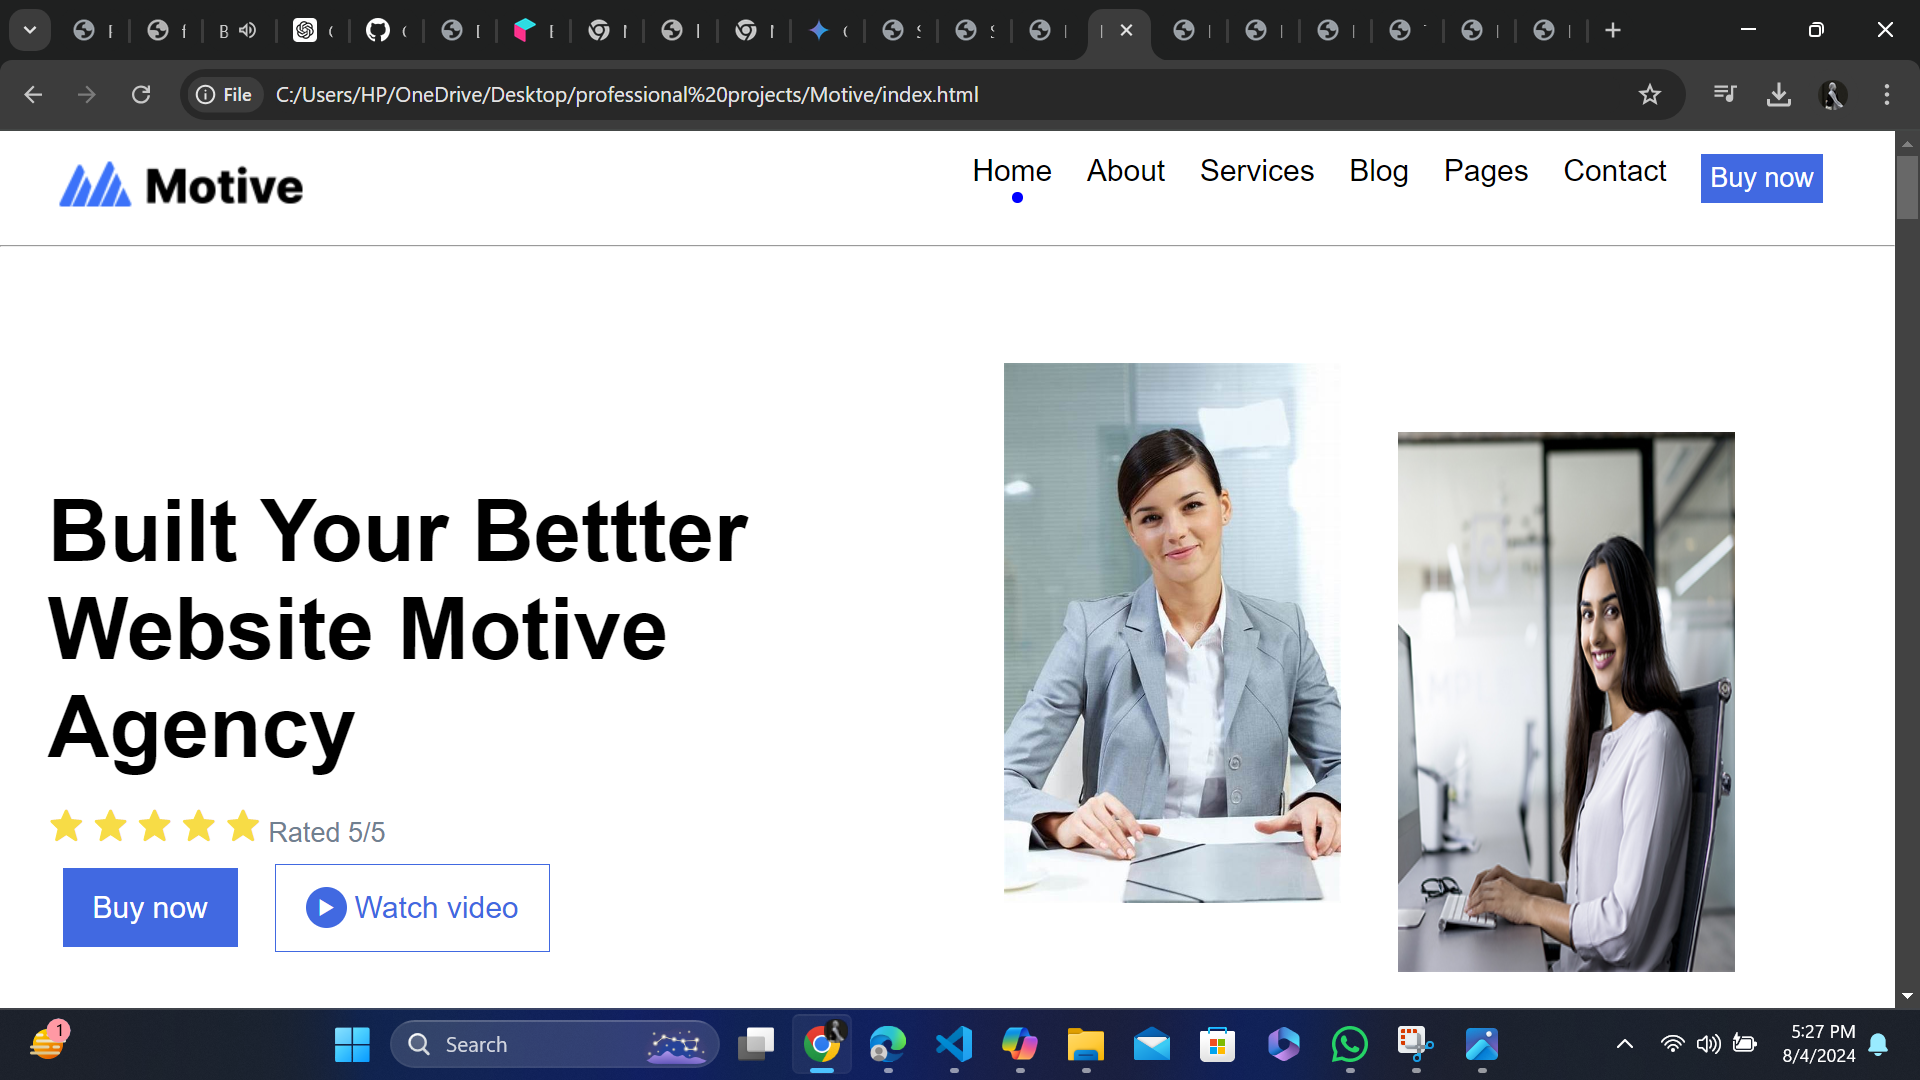 File C:/Users/HP/OneDrive/Desktop/professional%20projects/Motive/index.html
Motive
Home About Services Blog Pages Contact Buy now
Built Your Bettter
Website Motive
Agency
Rated 5/5
Buy now Watch video
1
Search
5:27 PM
8/4/2024